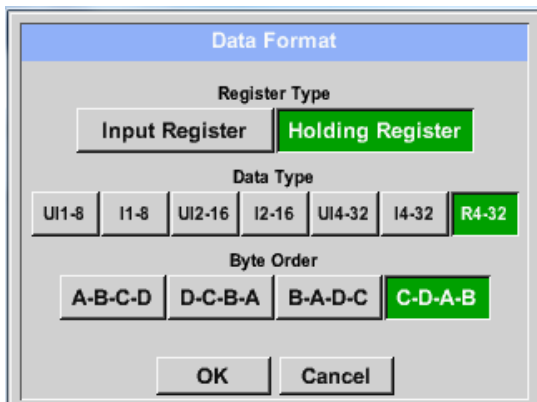 Data Format
Register Type
Input Register Holding Register
Data Type
UI1-8 I1-8 UI2-16 I2-16 UI4-32 I4-32 R4-32
Byte Order
A-B-C-D D-C-B-A B-A-D-C C-D-A-B
OK Cancel